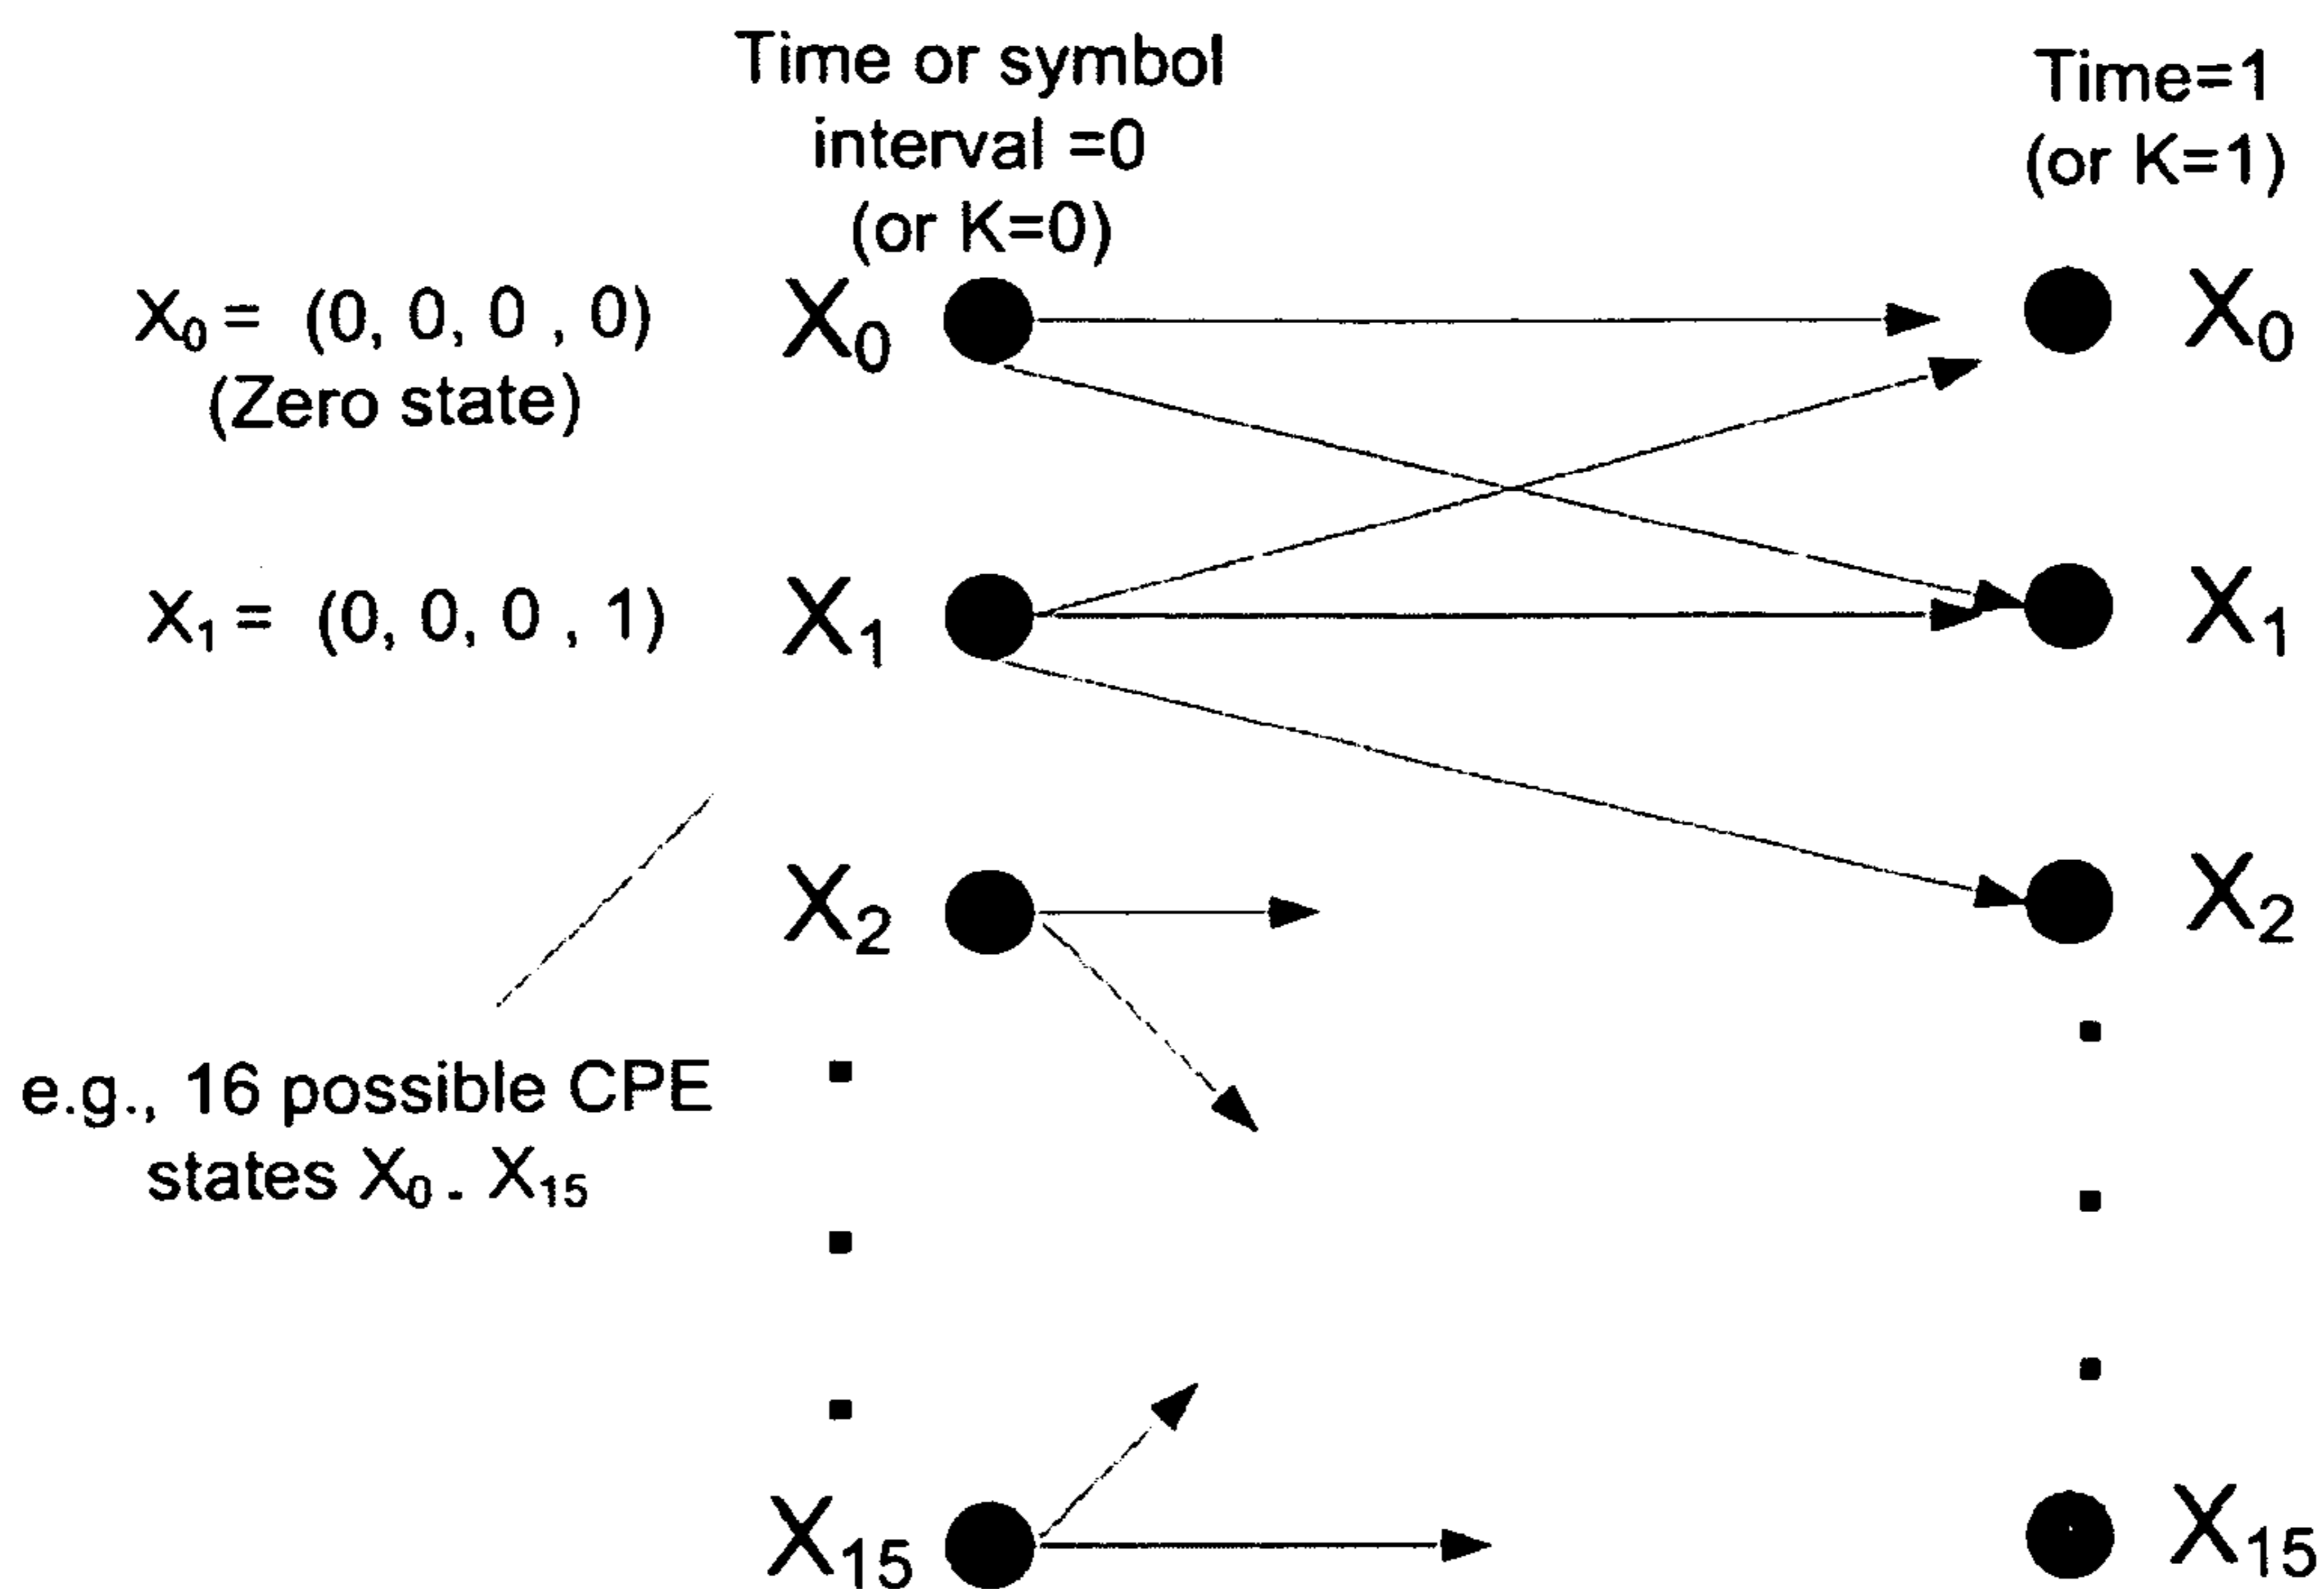 Time or symbol
interval =0
(or K=0)
Time=1
(or K=1)
X₀ = (0, 0, 0 , 0)
(Zero state)
X₀
X₀
X₁ = (0, 0, 0 , 1)
X₁
X₁
X₂
X₂
e.g., 16 possible CPE
states X₀ . X₁₅
X₁₅
X₁₅